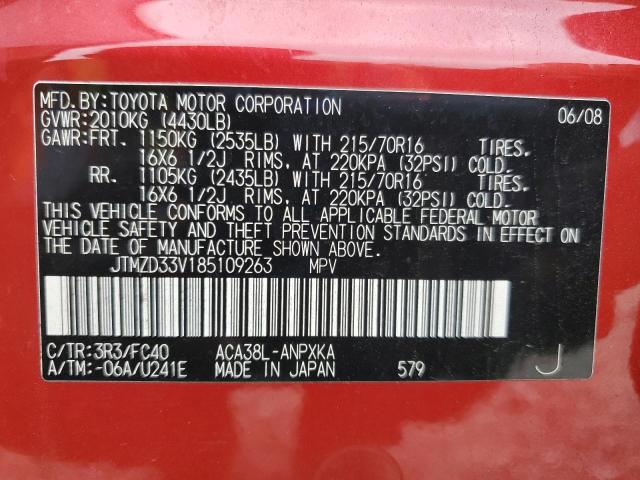 MFD.BY:TOYOTA MOTOR CORPORATION 06/08
GVWR:2010KG (4430LB)
GAWR:FRT. 1150KG (2535LB) WITH 215/70R16 TIRES.
16X6 1/2J RIMS, AT 220KPA (32PSI) COLD.
RR. 1105KG (2435LB) WITH 215/70R16 TIRES.
16X6 1/2J RIMS, AT 220KPA (32PSI) COLD.
THIS VEHICLE CONFORMS TO ALL APPLICABLE FEDERAL MOTOR
VEHICLE SAFETY AND THEFT PREVENTION STANDARDS IN EFFECT ON
THE DATE OF MANUFACTURE SHOWN ABOVE.
JTMZD33V185109263 MPV
C/TR:3R3/FC40 ACA38L-ANPXKA
A/TM:-06A/U241E MADE IN JAPAN 579 J